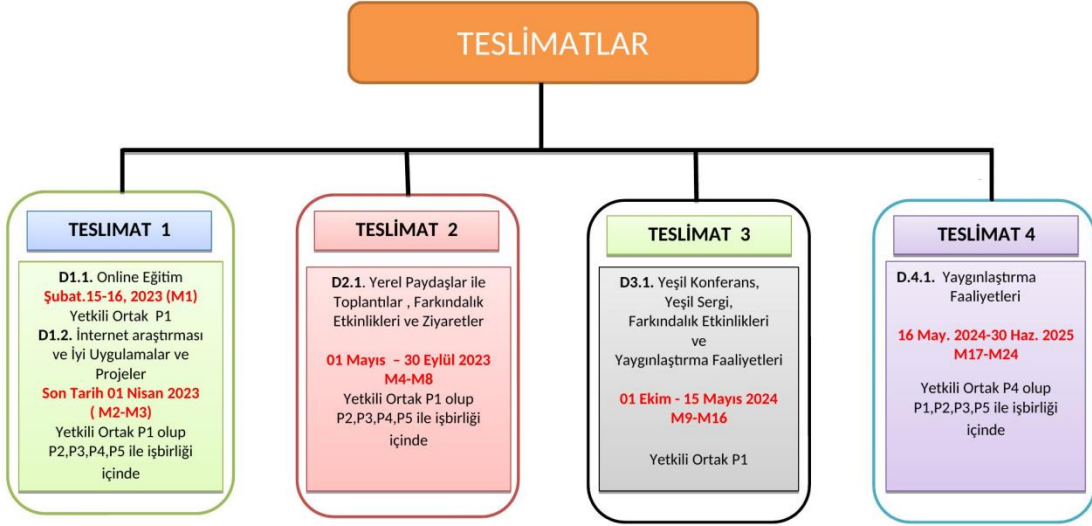 TESLİMATLAR
TESLIMAT 1
D1.1. Online Eğitim
Şubat.15-16, 2023 (M1)
Yetkili Ortak P1
D1.2. İnternet araştırması
ve İyi Uygulamalar ve
Projeler
Son Tarih 01 Nisan 2023
( M2-M3)
Yetkili Ortak P1 olup
P2,P3,P4,P5 ile işbirliği
içinde
TESLİMAT 2
D2.1. Yerel Paydaşlar ile
Toplantılar , Farkındalık
Etkinlikleri ve Ziyaretler
01 Mayıs – 30 Eylül 2023
M4-M8
Yetkili Ortak P1 olup
P2,P3,P4,P5 ile işbirliği
içinde
TESLİMAT 3
D3.1. Yeşil Konferans,
Yeşil Sergi,
Farkındalık Etkinlikleri
ve
Yaygınlaştırma Faaliyetleri
01 Ekim - 15 Mayıs 2024
M9-M16
Yetkili Ortak P1
TESLİMAT 4
D.4.1. Yaygınlaştırma
Faaliyetleri
16 May. 2024-30 Haz. 2025
M17-M24
Yetkili Ortak P4 olup
P1,P2,P3,P5 ile işbirliği
içinde